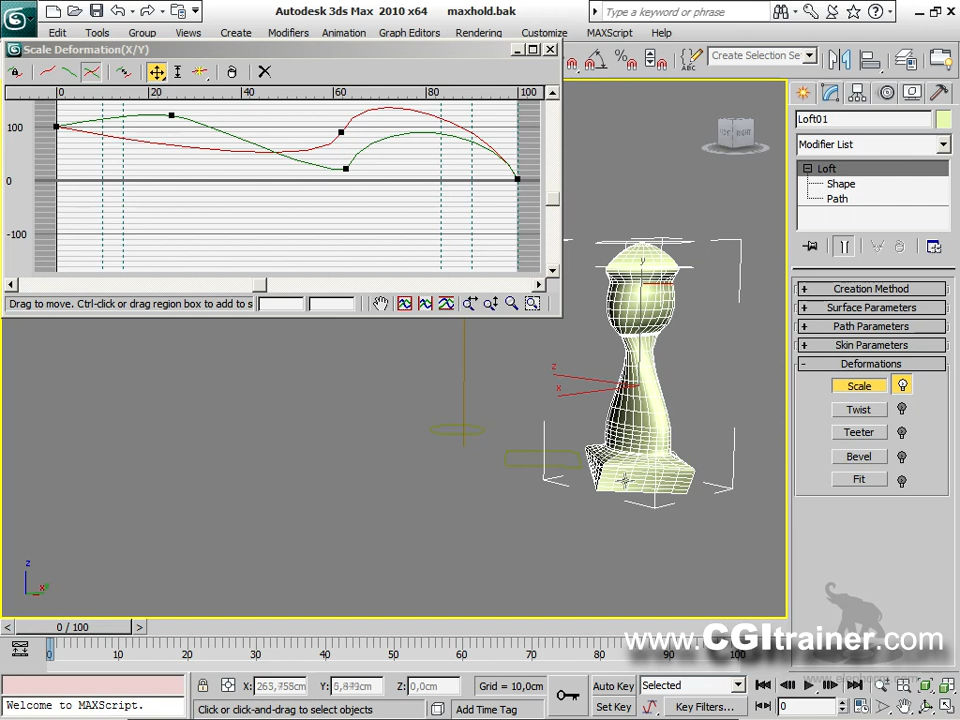 Autodesk 3ds Max 2010 x64 maxhold.bak
Type a keyword or phrase
Edit Tools Group Views Create Modifiers Animation Graph Editors Rendering Customize MAXScript Help
Scale Deformation(X/Y)
Create Selection Se
ABC
0 20 40 60 80 100
100
0
-100
Drag to move. Ctrl-click or drag region box to add to s
Loft01
Modifier List
Loft
Shape
Path
+ Creation Method
+ Surface Parameters
+ Path Parameters
+ Skin Parameters
- Deformations
Scale
Twist
Teeter
Bevel
Fit
y
z
x
z
0 / 100
0 10 20 30 40 50 60 70 80 90 100
www.CGItrainer.com
X: 263,758cm Y: 5,879cm Z: 0,0cm Grid = 10,0cm
Auto Key Selected
Welcome to MAXScript.
Click or click-and-drag to select objects
Add Time Tag
Set Key Key Filters... 0